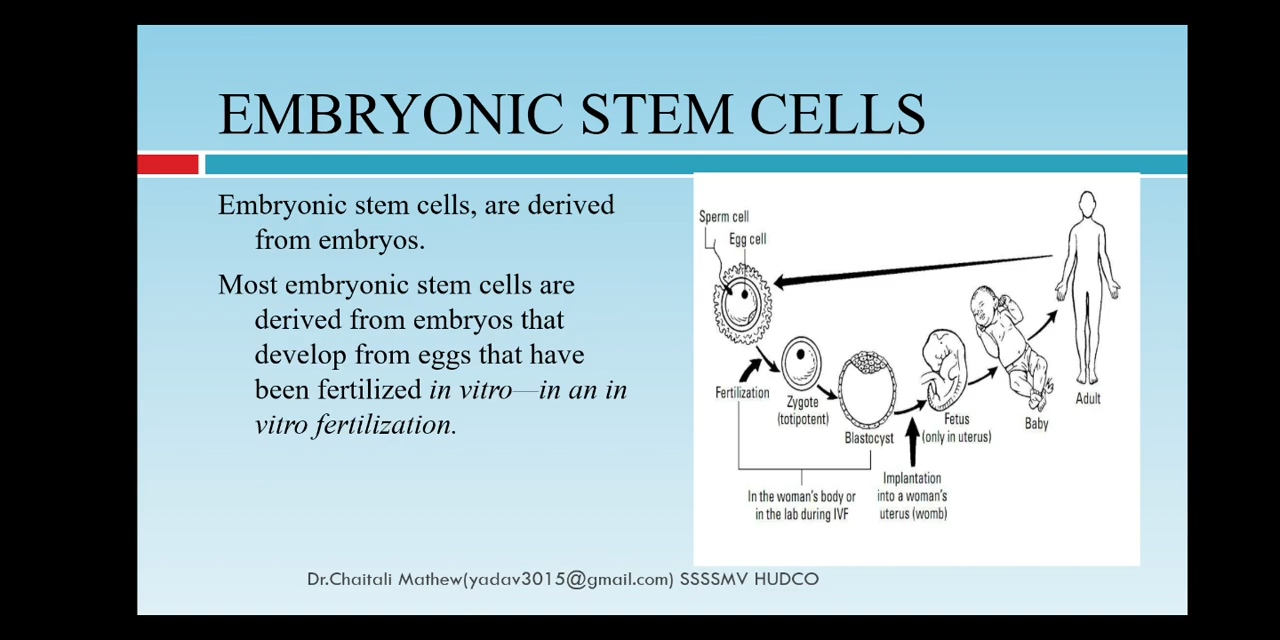 EMBRYONIC STEM CELLS
Embryonic stem cells, are derived
from embryos.
Most embryonic stem cells are
derived from embryos that
develop from eggs that have
been fertilized in vitro—in an in
vitro fertilization.
Sperm cell
Egg cell
Fertilization
Zygote
(totipotent)
Blastocyst
Fetus
(only in uterus)
Baby
Adult
In the woman's body or
in the lab during IVF
Implantation
into a woman's
uterus (womb)
Dr.Chaitali Mathew(yadav3015@gmail.com) SSSSMV HUDCO